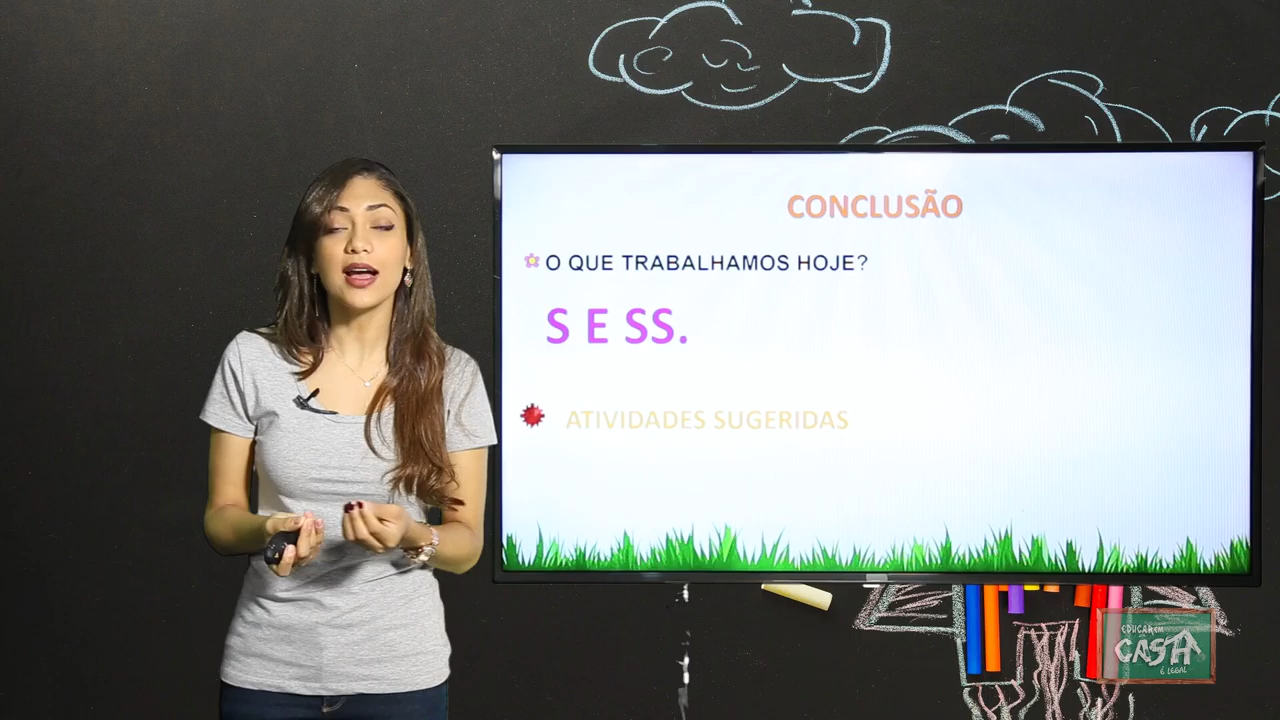 CONCLUSÃO
O QUE TRABALHAMOS HOJE?
S E SS.
ATIVIDADES SUGERIDAS
EDUCAR EM
CASA
É LEGAL